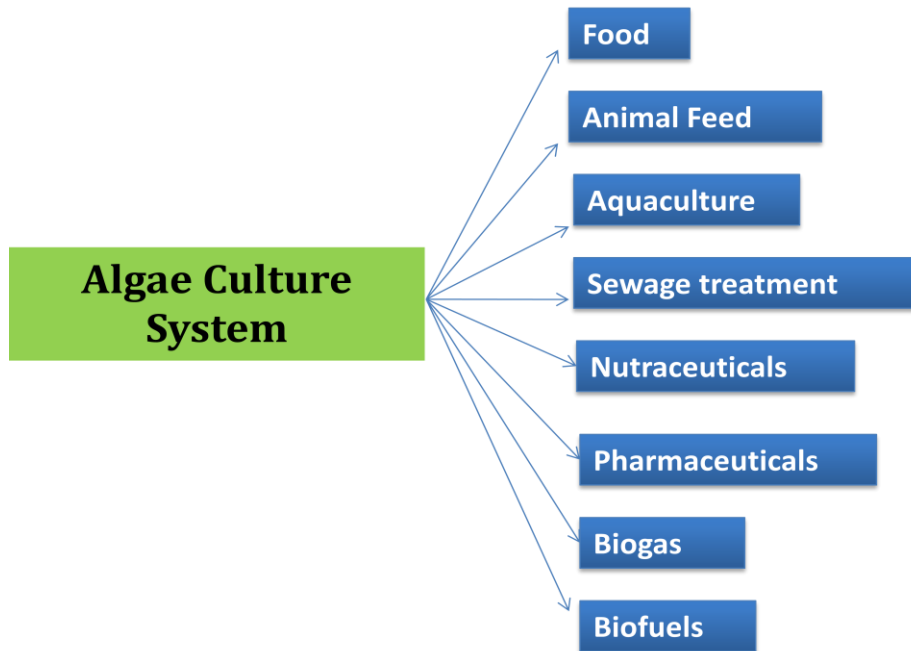 Algae Culture
System
Food
Animal Feed
Aquaculture
Sewage treatment
Nutraceuticals
Pharmaceuticals
Biogas
Biofuels